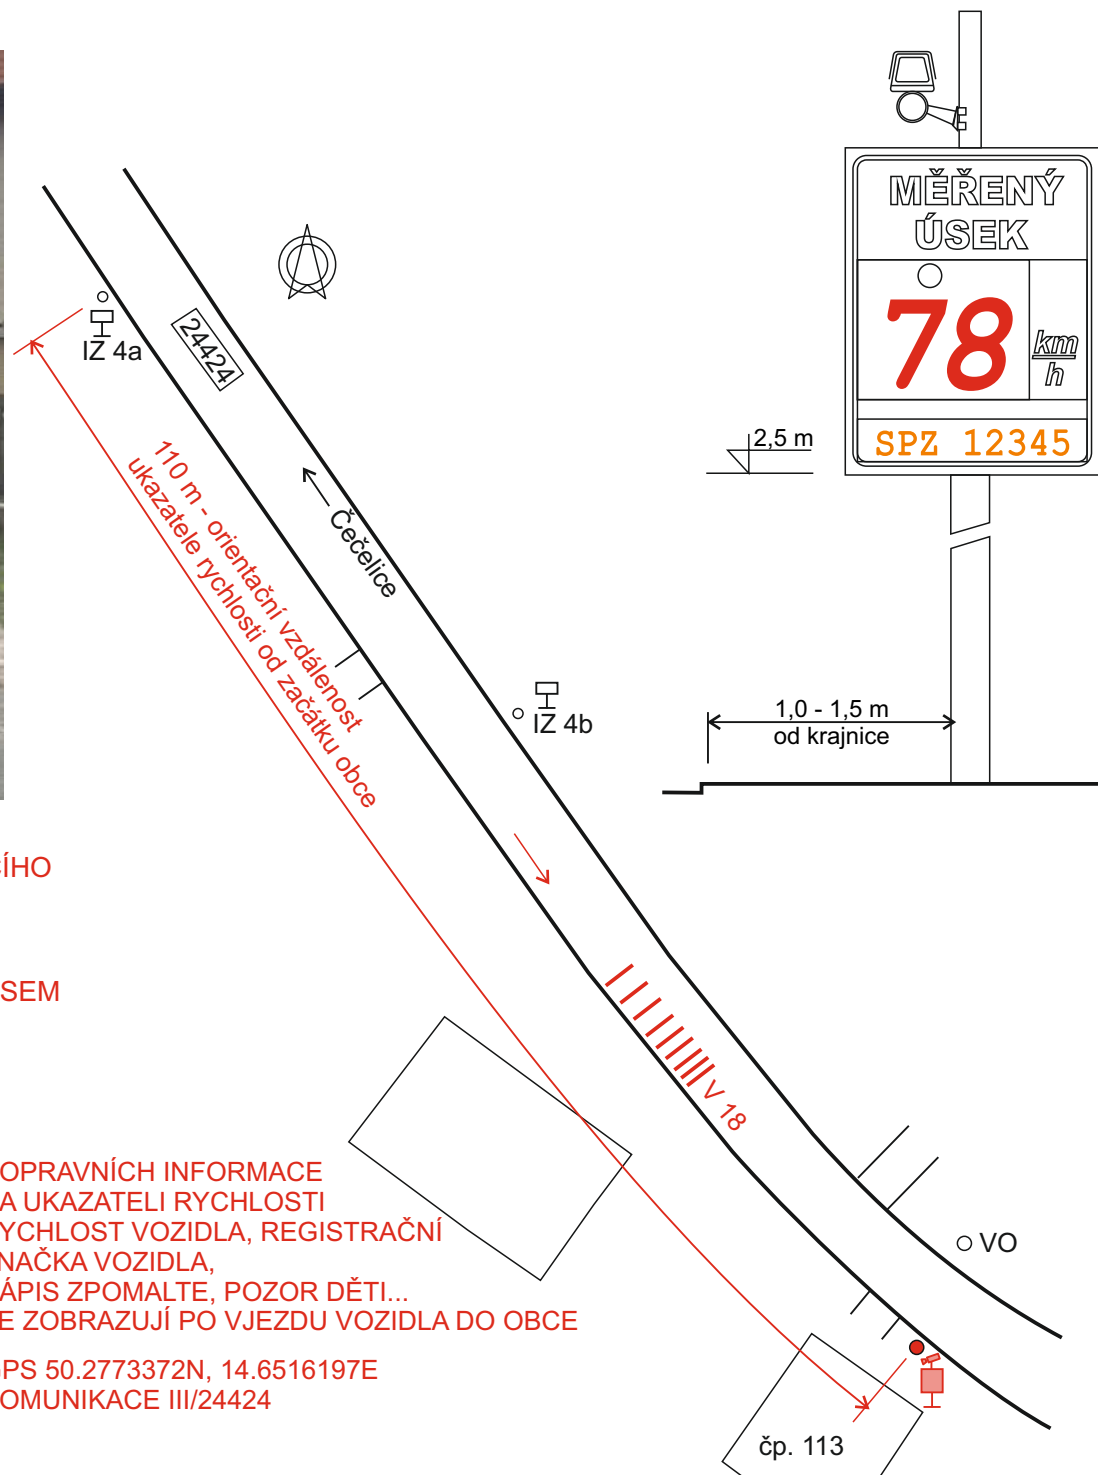 MĚŘENÝ
ÚSEK
78
km
h
SPZ 12345
2,5 m
1,0 - 1,5 m
od krajnice
IZ 4a
24424
110 m - orientační vzdálenost
ukazatele rychlosti od začátku obce
Čečelice
IZ 4b
V 18
VO
čp. 113
CÍHO
SEM
OPRAVNÍCH INFORMACE
A UKAZATELI RYCHLOSTI
YCHLOST VOZIDLA, REGISTRAČNÍ
NAČKA VOZIDLA,
ÁPIS ZPOMALTE, POZOR DĚTI...
E ZOBRAZUJÍ PO VJEZDU VOZIDLA DO OBCE
GPS 50.2773372N, 14.6516197E
OMUNIKACE III/24424